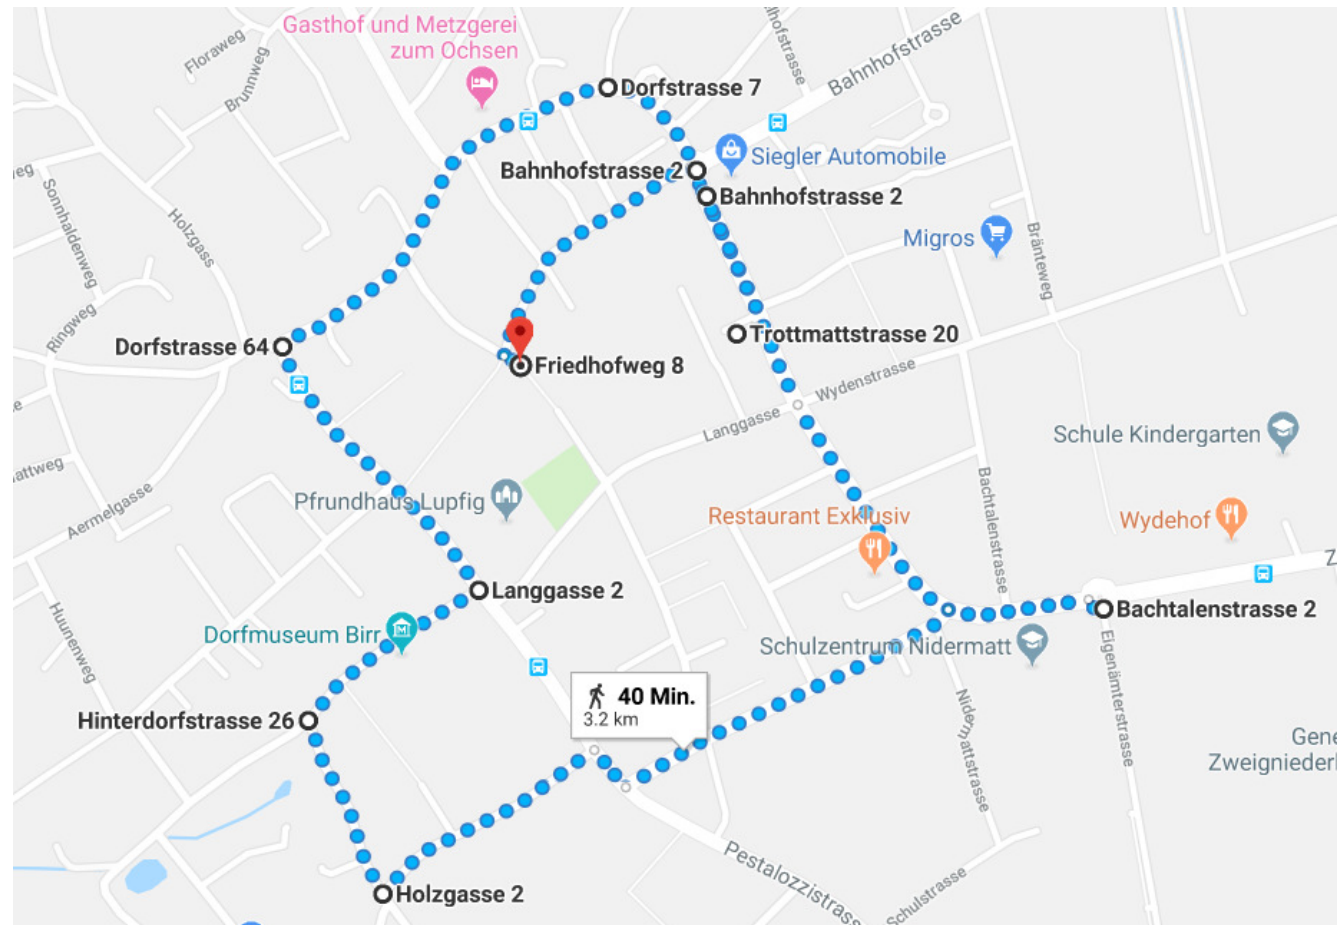 Gasthof und Metzgerei
zum Ochsen
Floraweg
Brunnweg
Dorfstrasse 7
Bahnhofstrasse
Bahnhofstrasse 2
Siegler Automobile
Bahnhofstrasse 2
Sonnhaldenweg
Holzgass
Migros
Bränteweg
Ringweg
Dorfstrasse 64
Trottmattstrasse 20
Friedhofweg 8
Wydenstrasse
Langgasse
Schule Kindergarten
Aermelgasse
Pfrundhaus Lupfig
Bachtalenstrasse
Restaurant Exklusiv
Wydehof
Langgasse 2
Bachtalenstrasse 2
Huunenweg
Dorfmuseum Birr
Schulzentrum Nidermatt
Eigenämterstrasse
40 Min.
3.2 km
Hinterdorfstrasse 26
Nidermattstrasse
Gene
Zweigniederl
Pestalozzistrass
Schulstrasse
Holzgasse 2